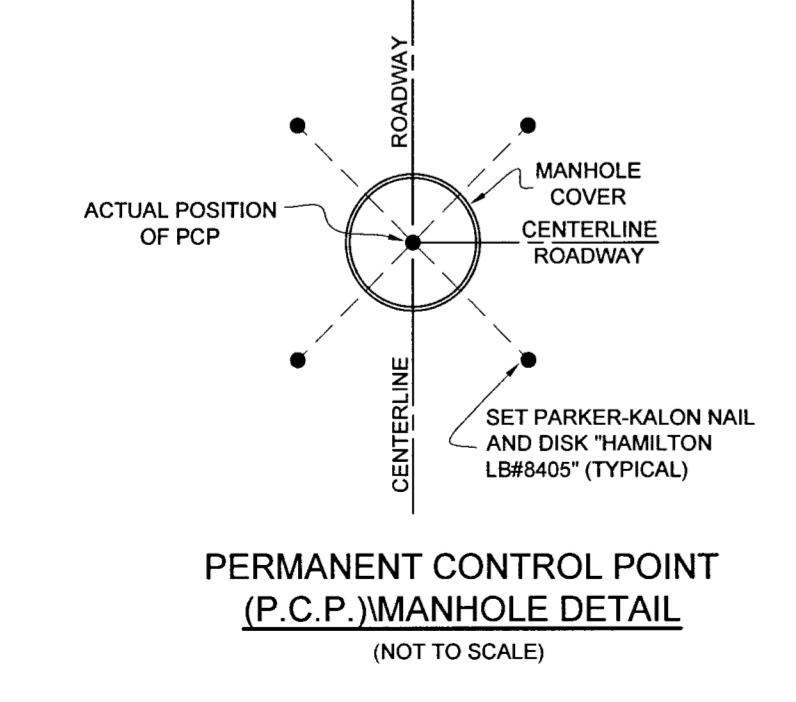 ROADWAY
MANHOLE
COVER
ACTUAL POSITION
OF PCP
CENTERLINE
ROADWAY
CENTERLINE
SET PARKER-KALON NAIL
AND DISK "HAMILTON
LB#8405" (TYPICAL)
PERMANENT CONTROL POINT
(P.C.P.)\MANHOLE DETAIL
(NOT TO SCALE)